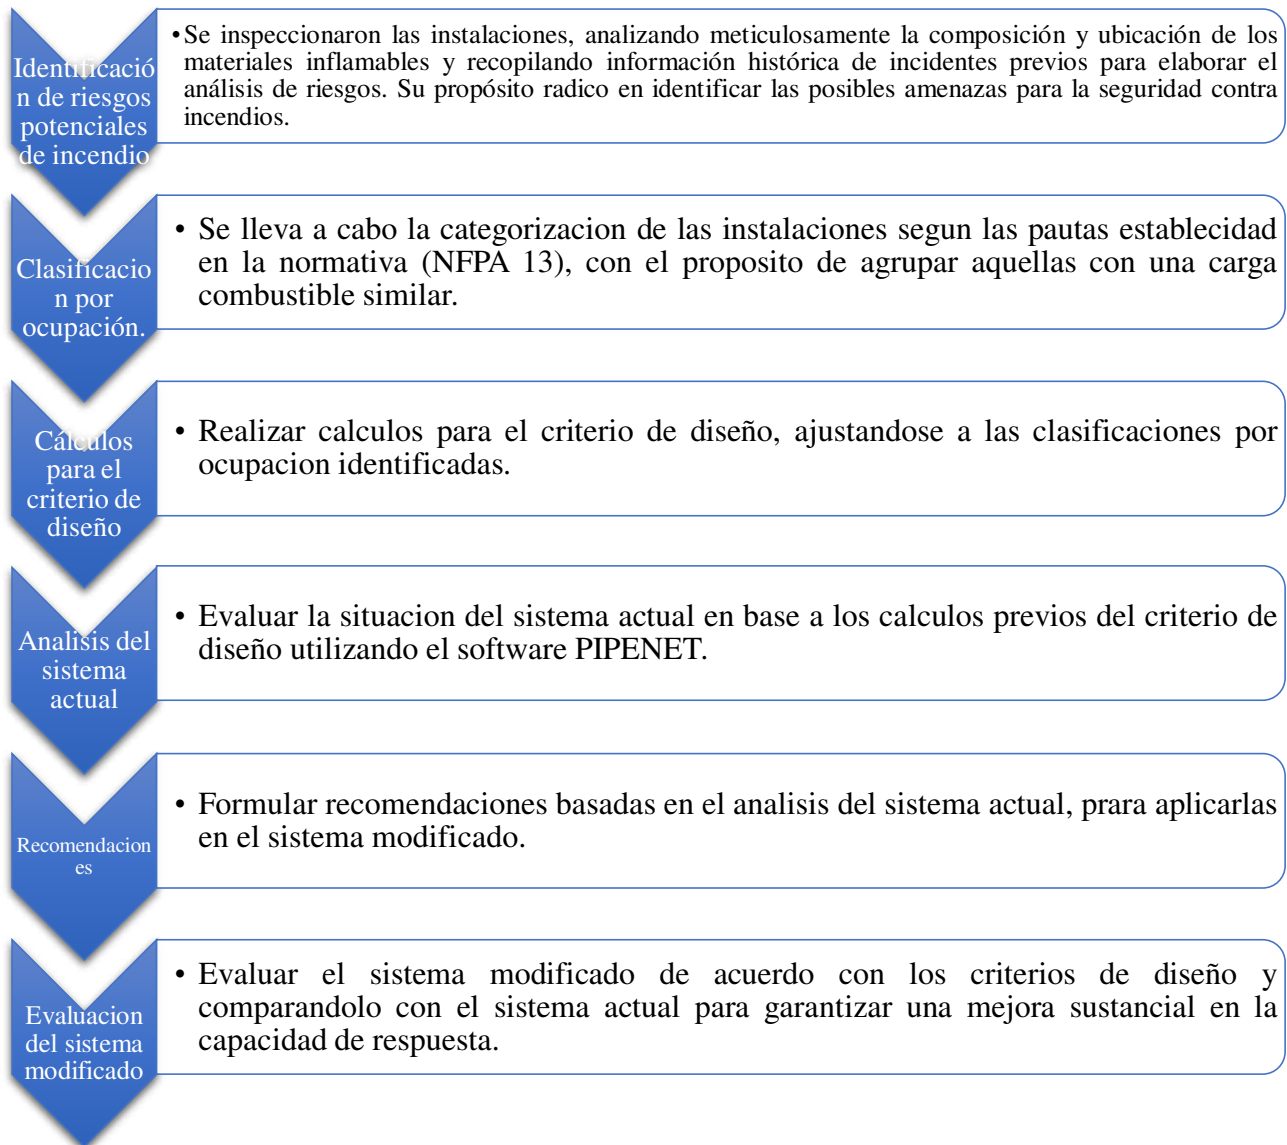 Identificació
n de riesgos
potenciales
de incendio
•Se inspeccionaron las instalaciones, analizando meticulosamente la composición y ubicación de los
materiales inflamables y recopilando información histórica de incidentes previos para elaborar el
análisis de riesgos. Su propósito radico en identificar las posibles amenazas para la seguridad contra
incendios.
Clasificacio
n por
ocupación.
• Se lleva a cabo la categorizacion de las instalaciones segun las pautas establecidad
en la normativa (NFPA 13), con el proposito de agrupar aquellas con una carga
combustible similar.
Cálculos
para el
criterio de
diseño
• Realizar calculos para el criterio de diseño, ajustandose a las clasificaciones por
ocupacion identificadas.
Analisis del
sistema
actual
• Evaluar la situacion del sistema actual en base a los calculos previos del criterio de
diseño utilizando el software PIPENET.
Recomendacion
es
• Formular recomendaciones basadas en el analisis del sistema actual, prara aplicarlas
en el sistema modificado.
Evaluacion
del sistema
modificado
• Evaluar el sistema modificado de acuerdo con los criterios de diseño y
comparandolo con el sistema actual para garantizar una mejora sustancial en la
capacidad de respuesta.